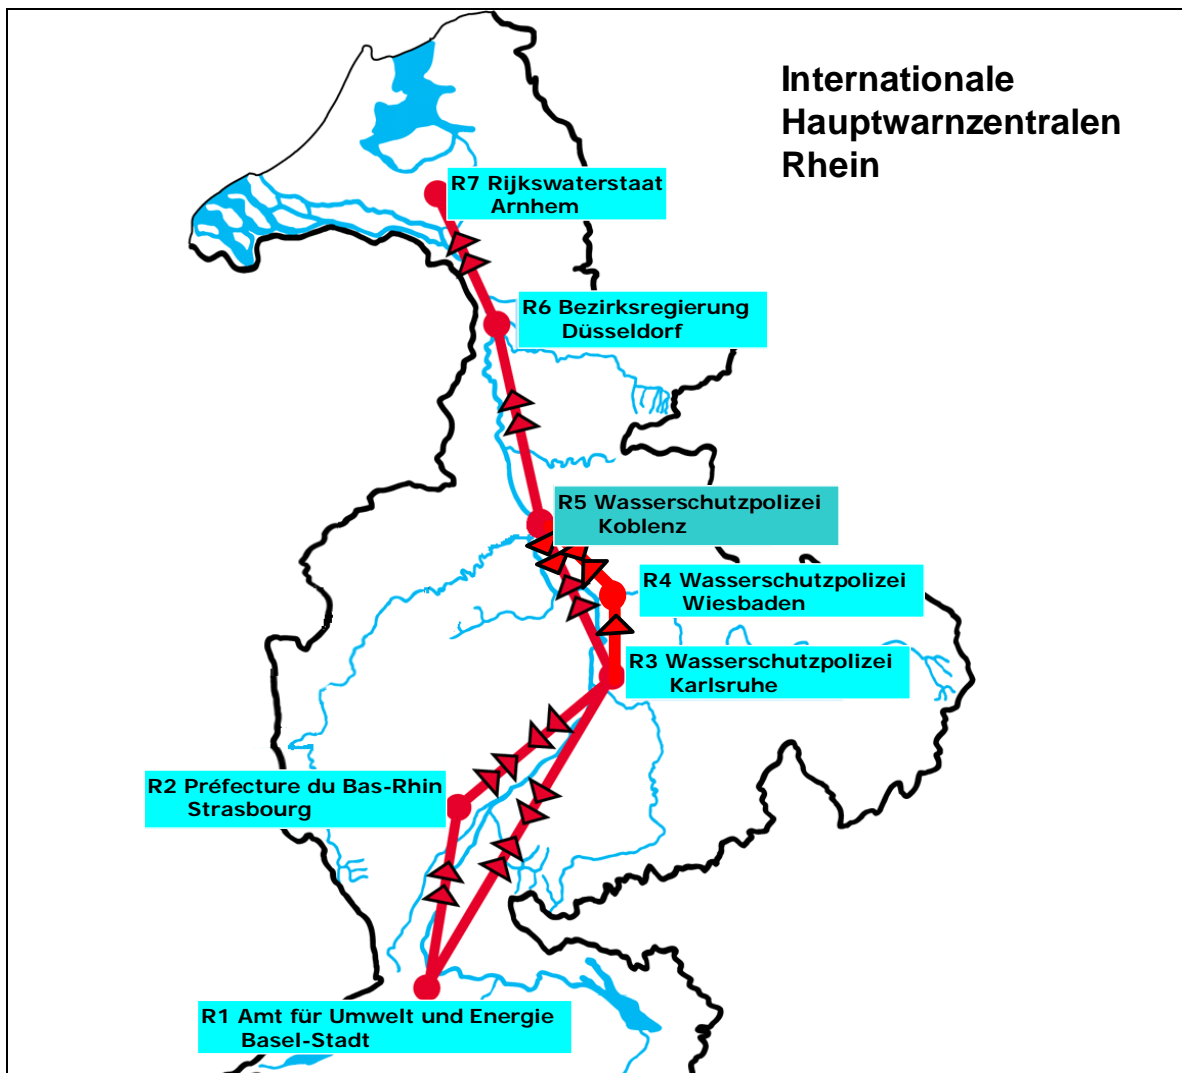 Internationale
Hauptwarnzentralen
Rhein
R7 Rijkswaterstaat
Arnhem
R6 Bezirksregierung
Düsseldorf
R5 Wasserschutzpolizei
Koblenz
R4 Wasserschutzpolizei
Wiesbaden
R3 Wasserschutzpolizei
Karlsruhe
R2 Préfecture du Bas-Rhin
Strasbourg
R1 Amt für Umwelt und Energie
Basel-Stadt